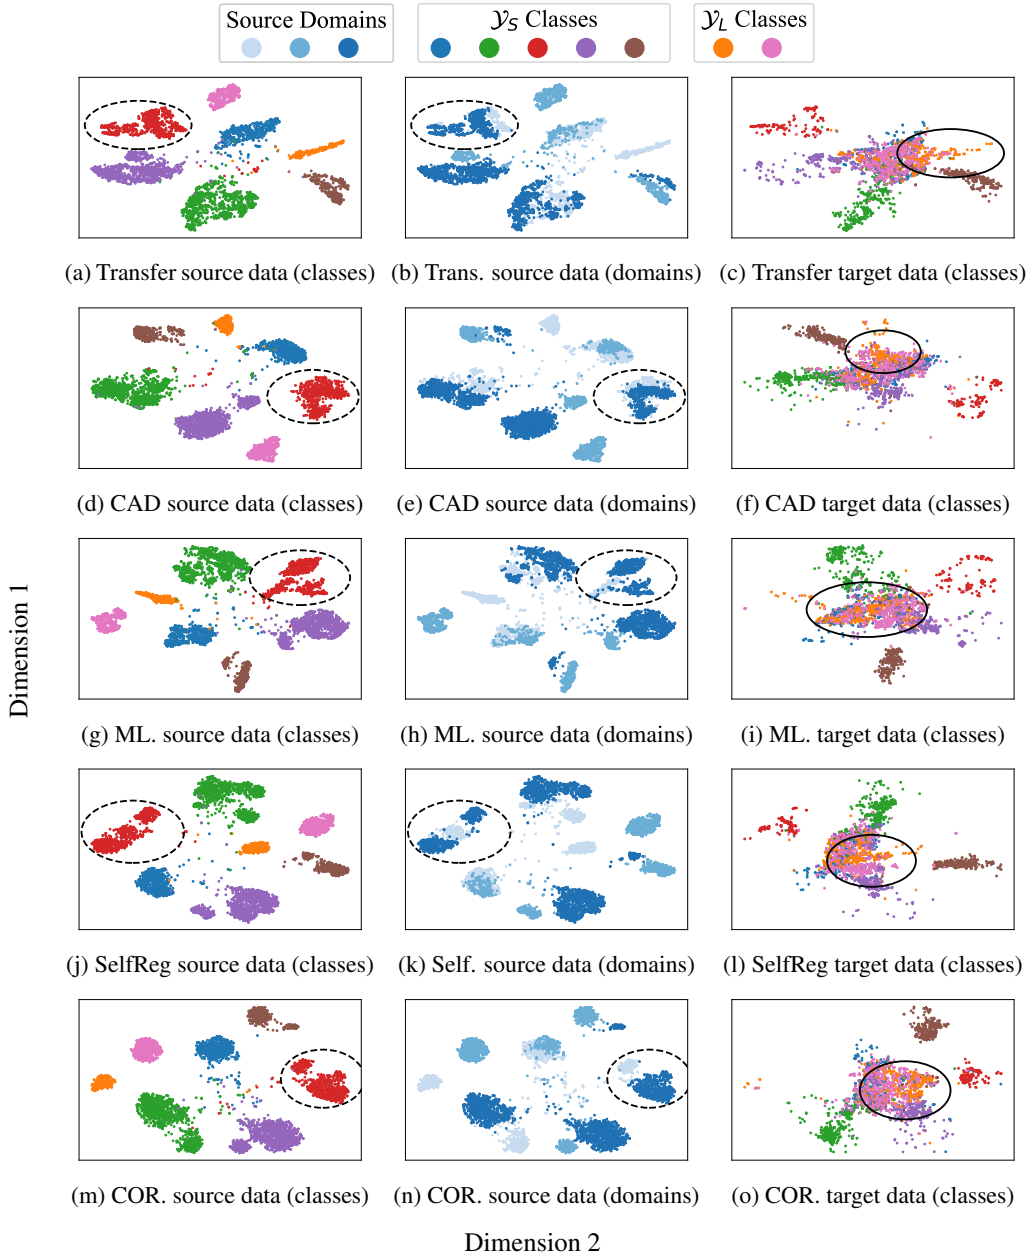 Source Domains
𝒴_S Classes
𝒴_L Classes
(a) Transfer source data (classes)
(b) Trans. source data (domains)
(c) Transfer target data (classes)
(d) CAD source data (classes)
(e) CAD source data (domains)
(f) CAD target data (classes)
(g) ML. source data (classes)
(h) ML. source data (domains)
(i) ML. target data (classes)
(j) SelfReg source data (classes)
(k) Self. source data (domains)
(l) SelfReg target data (classes)
(m) COR. source data (classes)
(n) COR. source data (domains)
(o) COR. target data (classes)
Dimension 1
Dimension 2